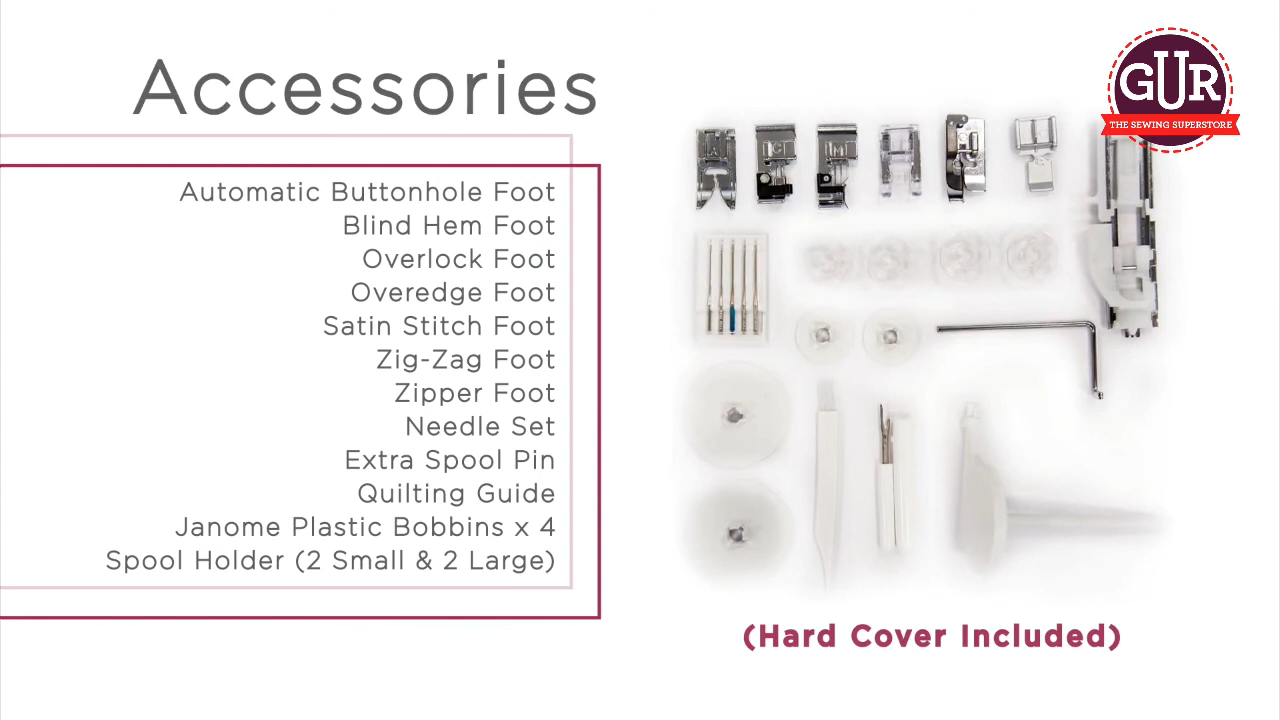 Accessories
GUR
THE SEWING SUPERSTORE
Automatic Buttonhole Foot
Blind Hem Foot
Overlock Foot
Overedge Foot
Satin Stitch Foot
Zig-Zag Foot
Zipper Foot
Needle Set
Extra Spool Pin
Quilting Guide
Janome Plastic Bobbins x 4
Spool Holder (2 Small & 2 Large)
A
C
M
(Hard Cover Included)